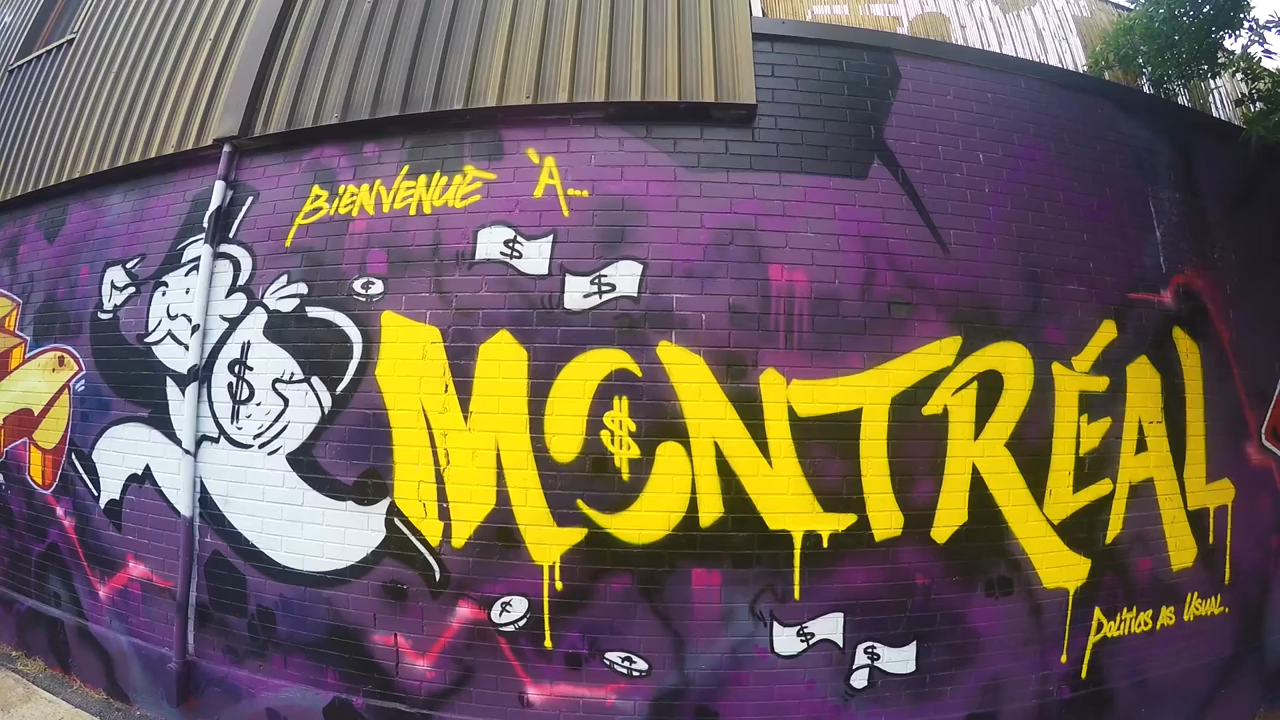 BIENVENUE À...
$
$
¢
$
MONTRÉAL
$
¢
$
$
POLITICS AS USUAL.